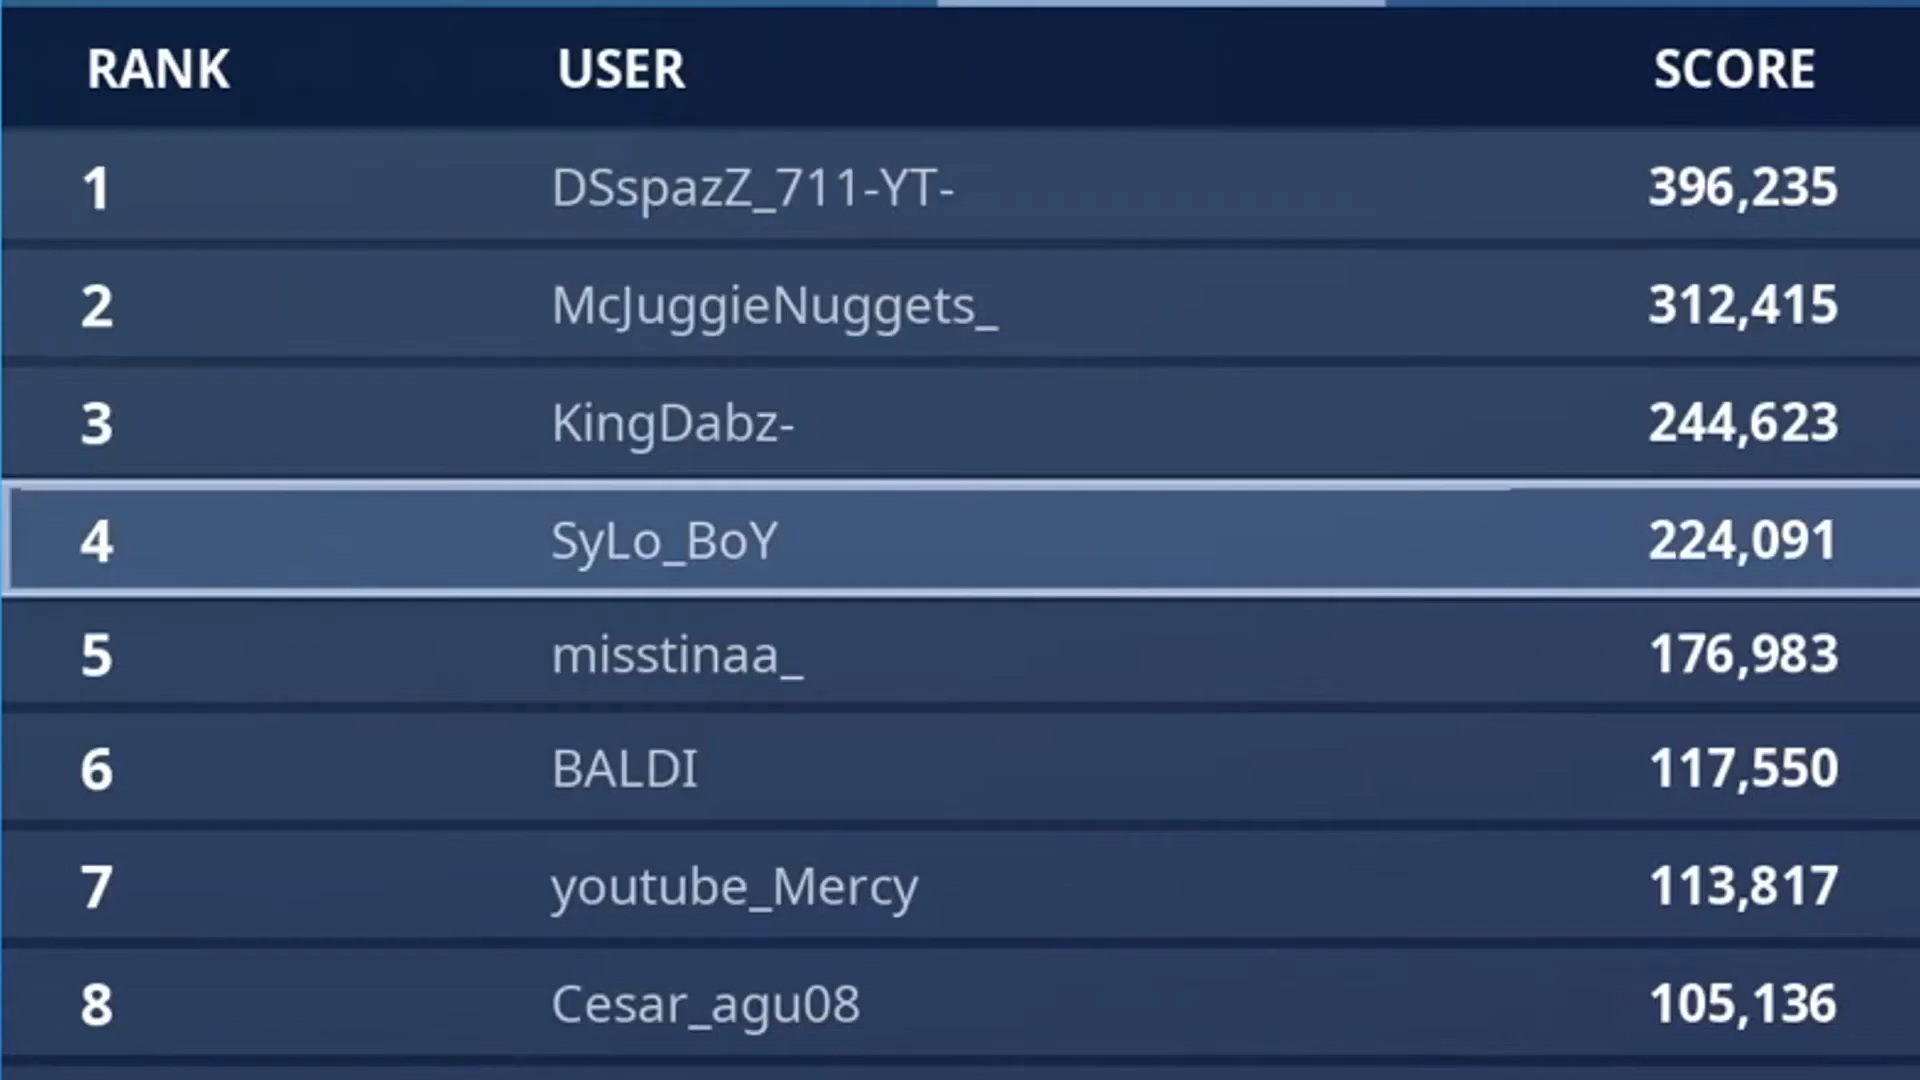 RANK USER SCORE
1 DSspazZ_711-YT- 396,235
2 McJuggieNuggets_ 312,415
3 KingDabz- 244,623
4 SyLo_BoY 224,091
5 misstinaa_ 176,983
6 BALDI 117,550
7 youtube_Mercy 113,817
8 Cesar_agu08 105,136